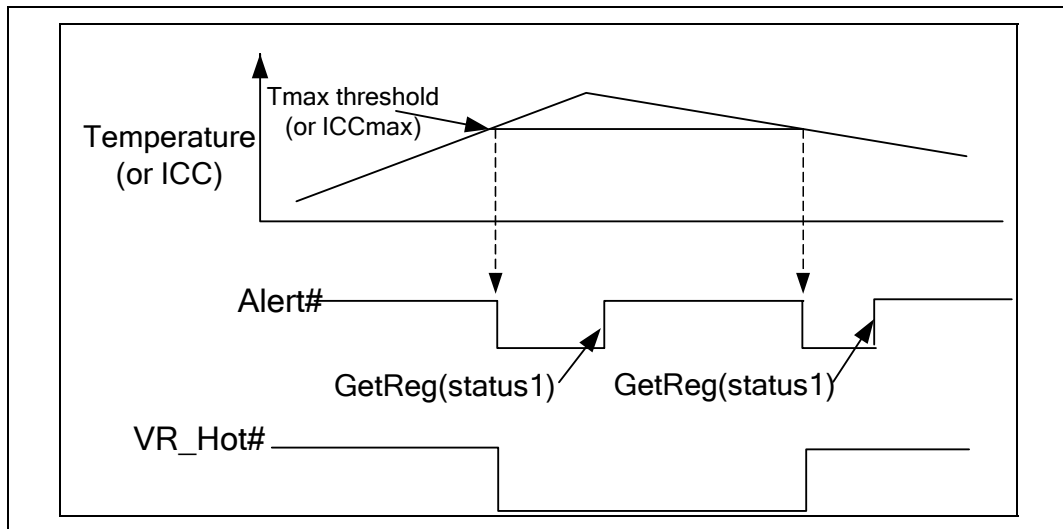 Tmax threshold
(or ICCmax)
Temperature
(or ICC)
Alert#
GetReg(status1)
GetReg(status1)
VR_Hot#